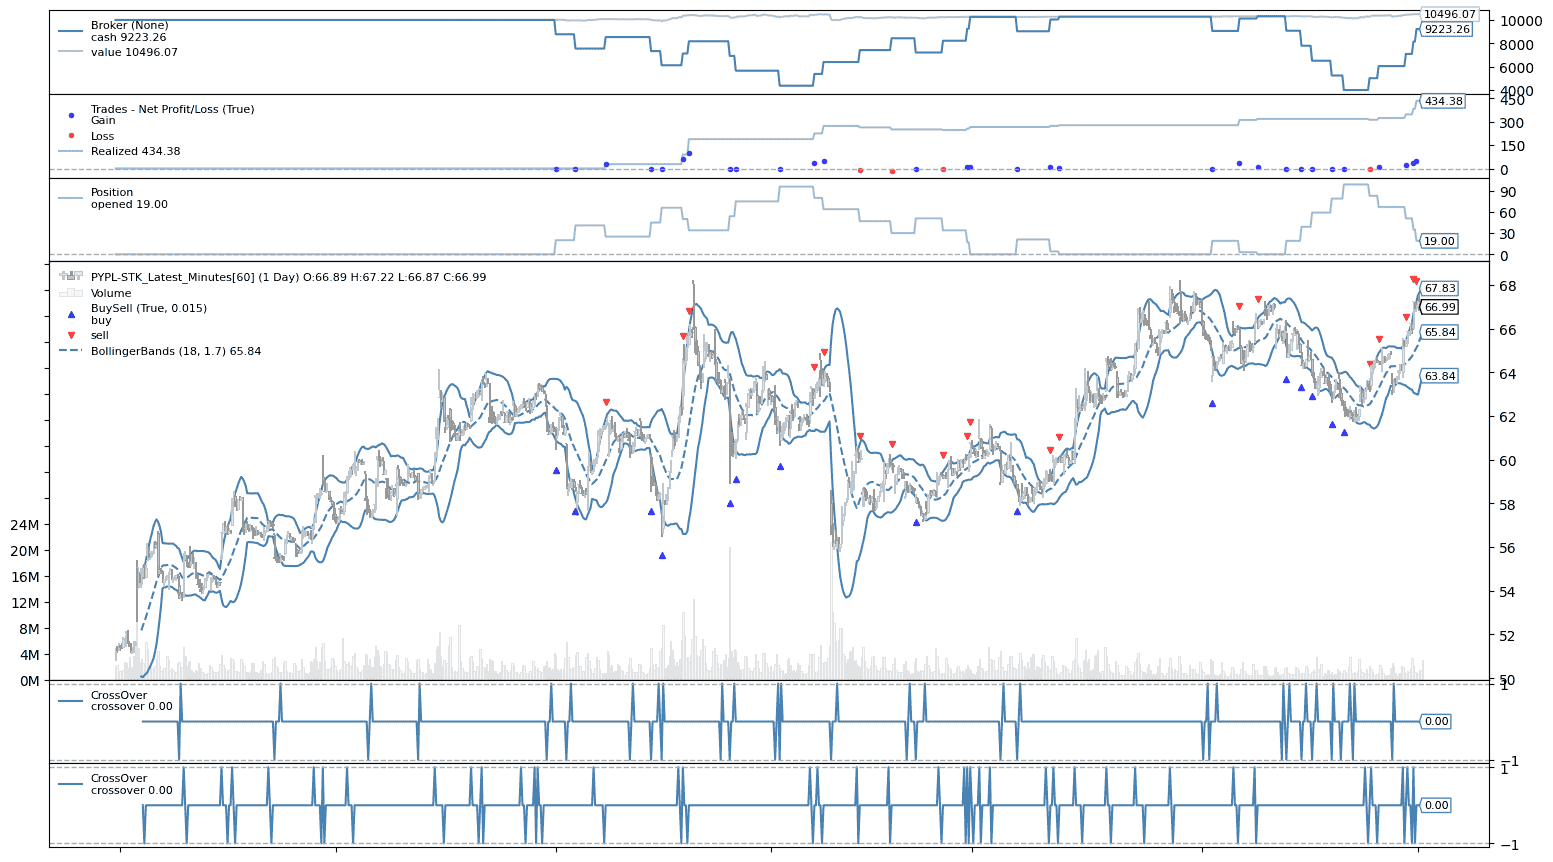 Broker (None)
cash 9223.26
value 10496.07
10496.07
9223.26
10000
8000
6000
4000
Trades - Net Profit/Loss (True)
Gain
Loss
Realized 434.38
434.38
450
300
150
0
Position
opened 19.00
19.00
90
60
30
0
PYPL-STK_Latest_Minutes[60] (1 Day) O:66.89 H:67.22 L:66.87 C:66.99
Volume
BuySell (True, 0.015)
buy
sell
BollingerBands (18, 1.7) 65.84
67.83
66.99
65.84
63.84
68
66
64
62
60
58
56
54
52
50
24M
20M
16M
12M
8M
4M
0M
CrossOver
crossover 0.00
0.00
1
−1
CrossOver
crossover 0.00
0.00
1
−1